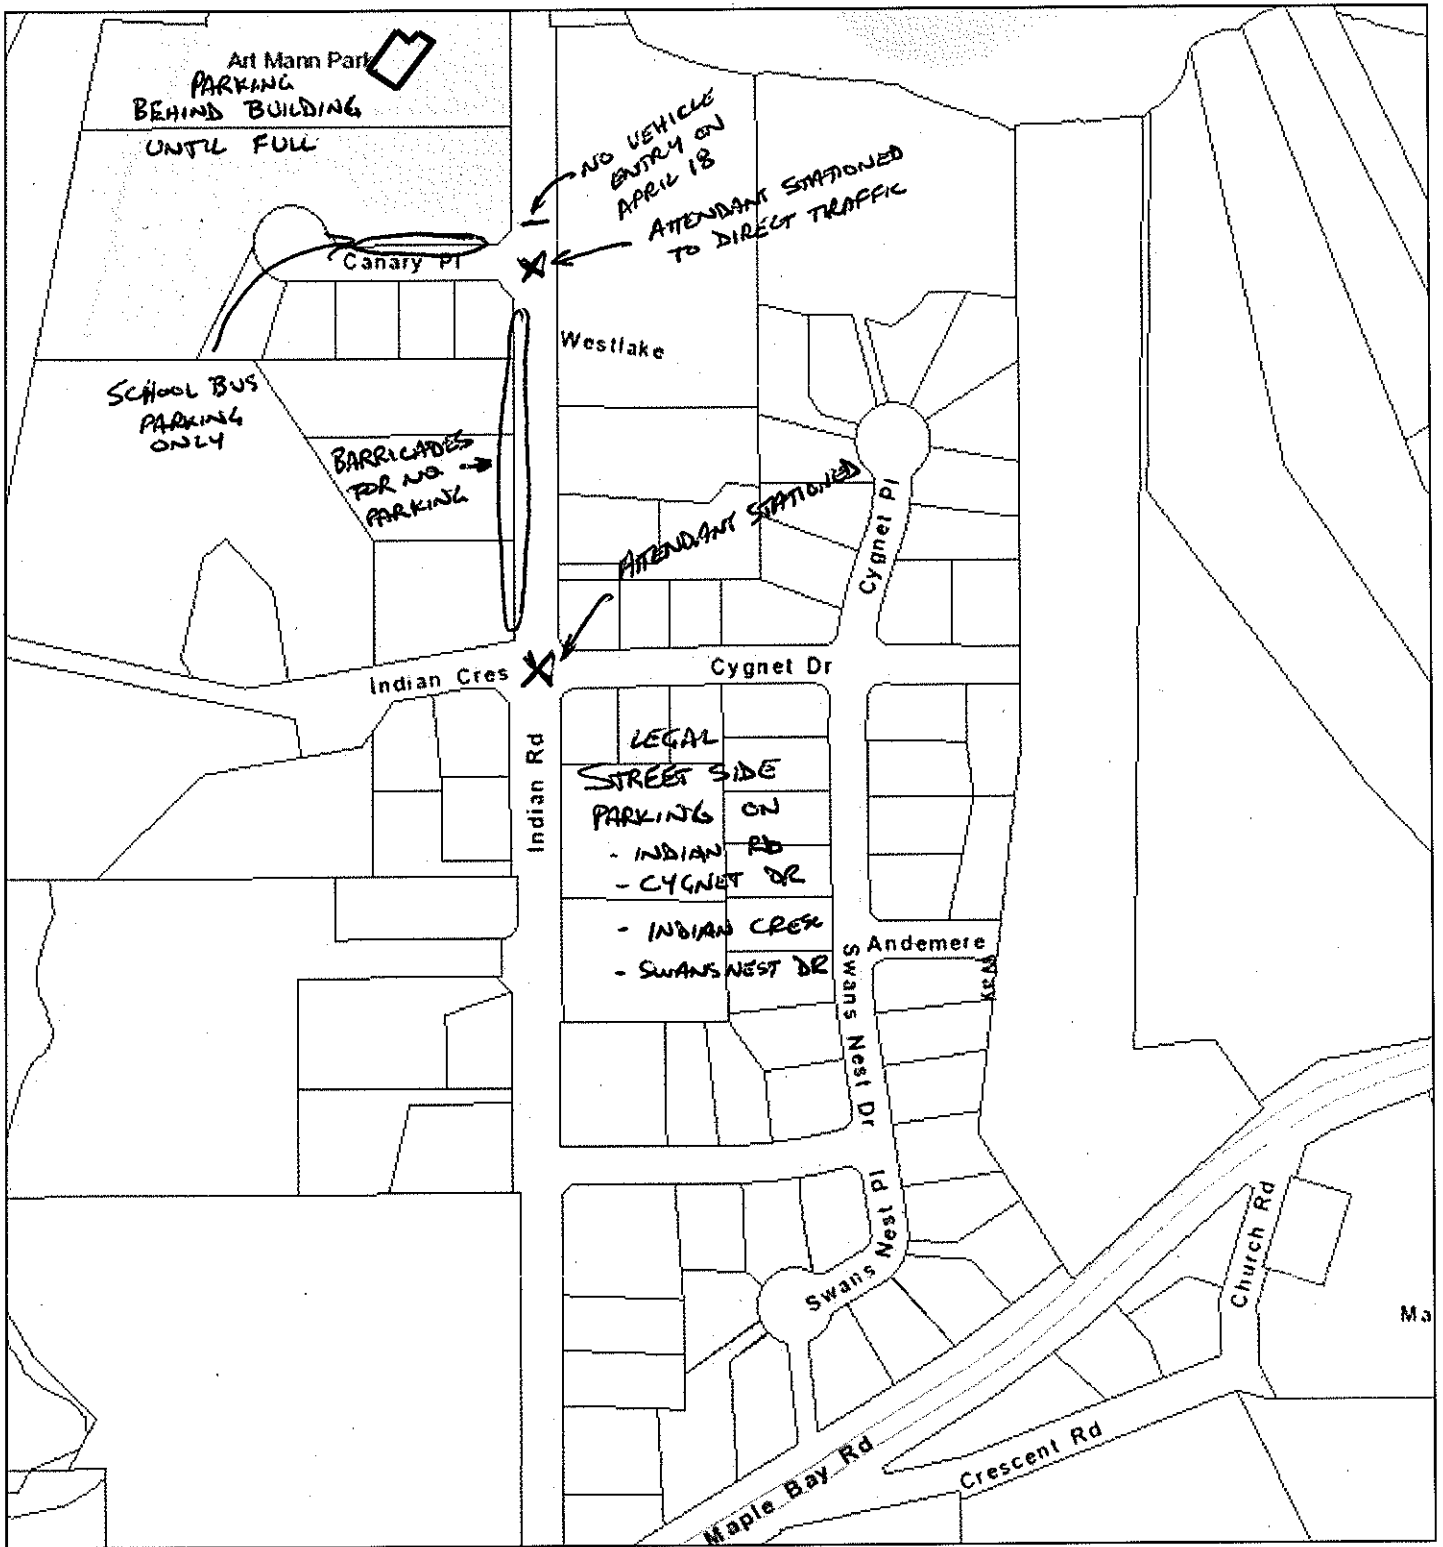 Art Mann Park
PARKING
BEHIND BUILDING
UNTIL FULL
NO VEHICLE
ENTRY ON
APRIL 18
ATTENDANT STATIONED
TO DIRECT TRAFFIC
Canary Pl
Westlake
SCHOOL BUS
PARKING
ONLY
BARRICADES
FOR NO
PARKING
ATTENDANT STATIONED
Cygnet Pl
Indian Cres
Cygnet Dr
Indian Rd
LEGAL
STREET SIDE
PARKING ON
- INDIAN RD
- CYGNET DR
- INDIAN CRES
- SWANSNEST DR
Andemere
Way
Swans Nest Dr
Swans Nest Pl
Church Rd
Ma
Crescent Rd
Maple Bay Rd